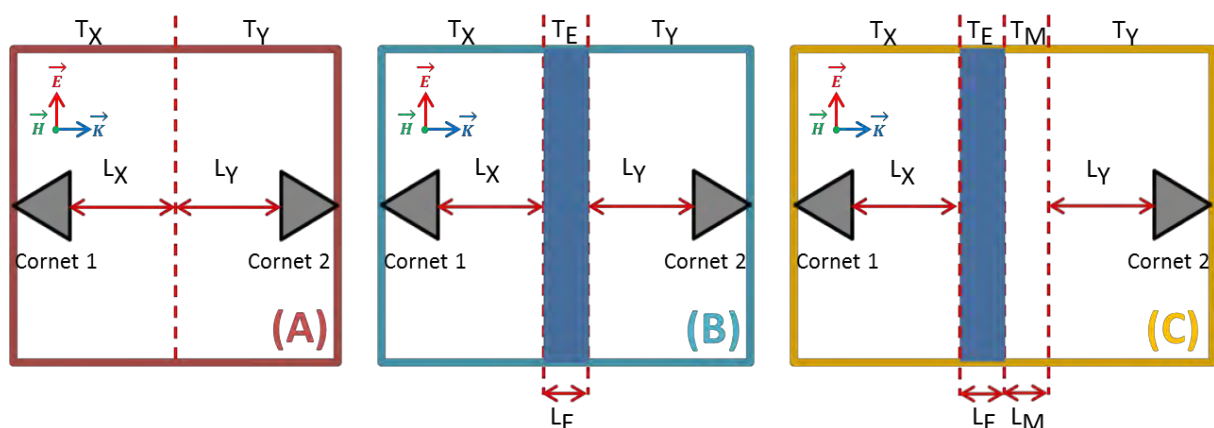 TX TY
E
H K
LX LY
Cornet 1 Cornet 2
(A)
TX TE TY
E
H K
LX LY
Cornet 1 Cornet 2
(B)
LE
TX TE TM TY
E
H K
LX LY
Cornet 1 Cornet 2
(C)
LE LM